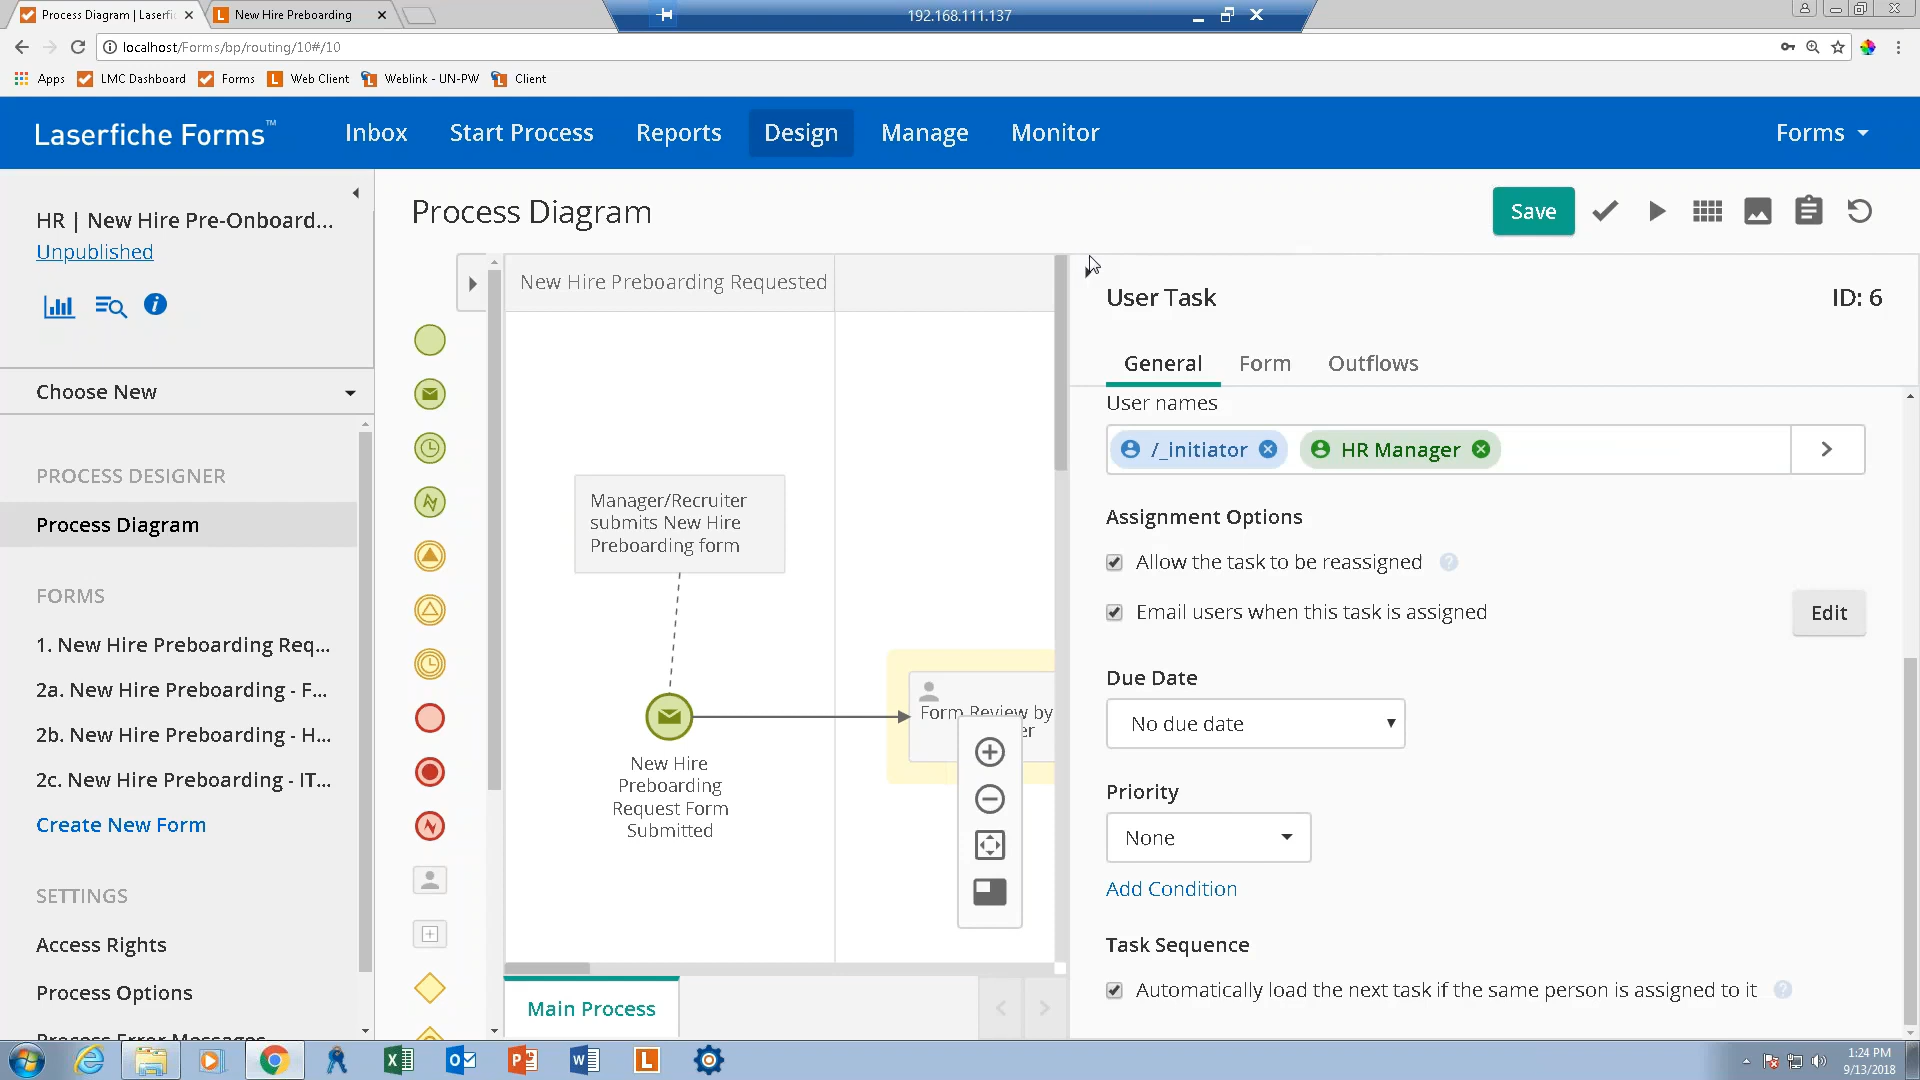 Process Diagram | Laserfic
New Hire Preboarding
192.168.111.137
localhost/Forms/bp/routing/10#/10
Apps
LMC Dashboard
Forms
Web Client
Weblink - UN-PW
Client
Laserfiche Forms™
Inbox
Start Process
Reports
Design
Manage
Monitor
Forms
HR | New Hire Pre-Onboard...
Unpublished
Choose New
PROCESS DESIGNER
Process Diagram
FORMS
1. New Hire Preboarding Req...
2a. New Hire Preboarding - F...
2b. New Hire Preboarding - H...
2c. New Hire Preboarding - IT...
Create New Form
SETTINGS
Access Rights
Process Options
Process Error Messages
Process Diagram
Save
New Hire Preboarding Requested
Manager/Recruiter
submits New Hire
Preboarding form
New Hire
Preboarding
Request Form
Submitted
Form Review by
er
Main Process
User Task
ID: 6
General
Form
Outflows
User names
/_initiator
HR Manager
Assignment Options
Allow the task to be reassigned
Email users when this task is assigned
Edit
Due Date
No due date
Priority
None
Add Condition
Task Sequence
Automatically load the next task if the same person is assigned to it
1:24 PM
9/13/2018